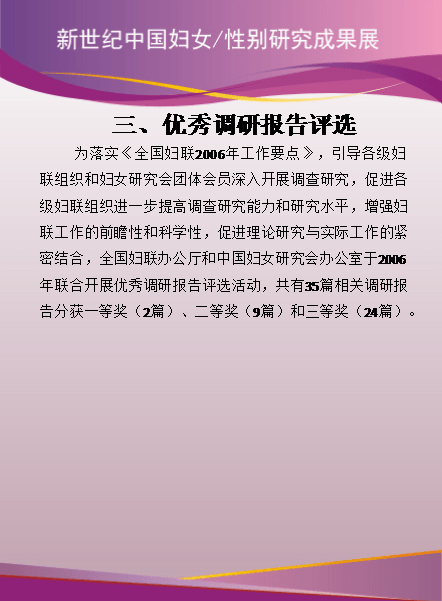 新世纪中国妇女/性别研究成果展
三、优秀调研报告评选
为落实《全国妇联2006年工作要点》，引导各级妇
联组织和妇女研究会团体会员深入开展调查研究，促进各
级妇联组织进一步提高调查研究能力和研究水平，增强妇
联工作的前瞻性和科学性，促进理论研究与实际工作的紧
密结合，全国妇联办公厅和中国妇女研究会办公室于2006
年联合开展优秀调研报告评选活动，共有35篇相关调研报
告分获一等奖（2篇）、二等奖（9篇）和三等奖（24篇）。